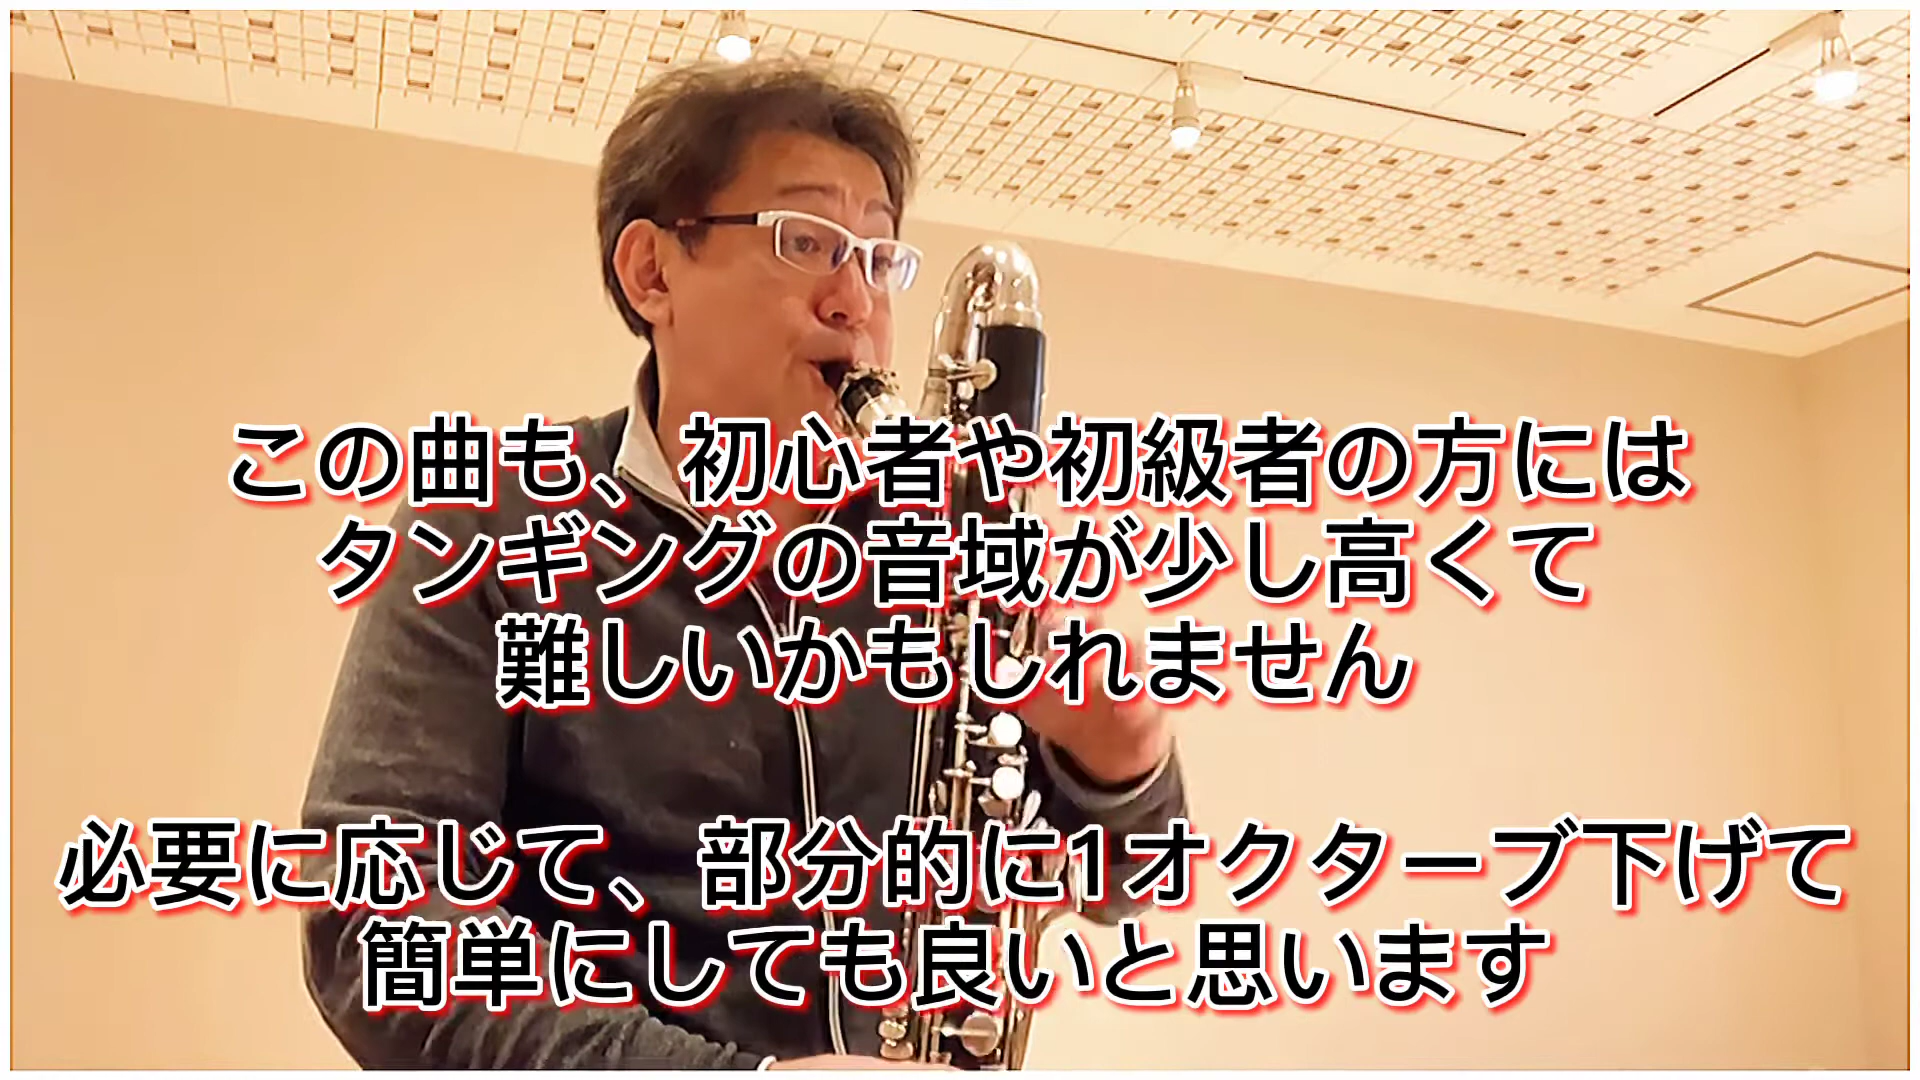 この曲も、初心者や初級者の方には
タンギングの音域が少し高くて
難しいかもしれません
必要に応じて、部分的に1オクターブ下げて
簡単にしても良いと思います